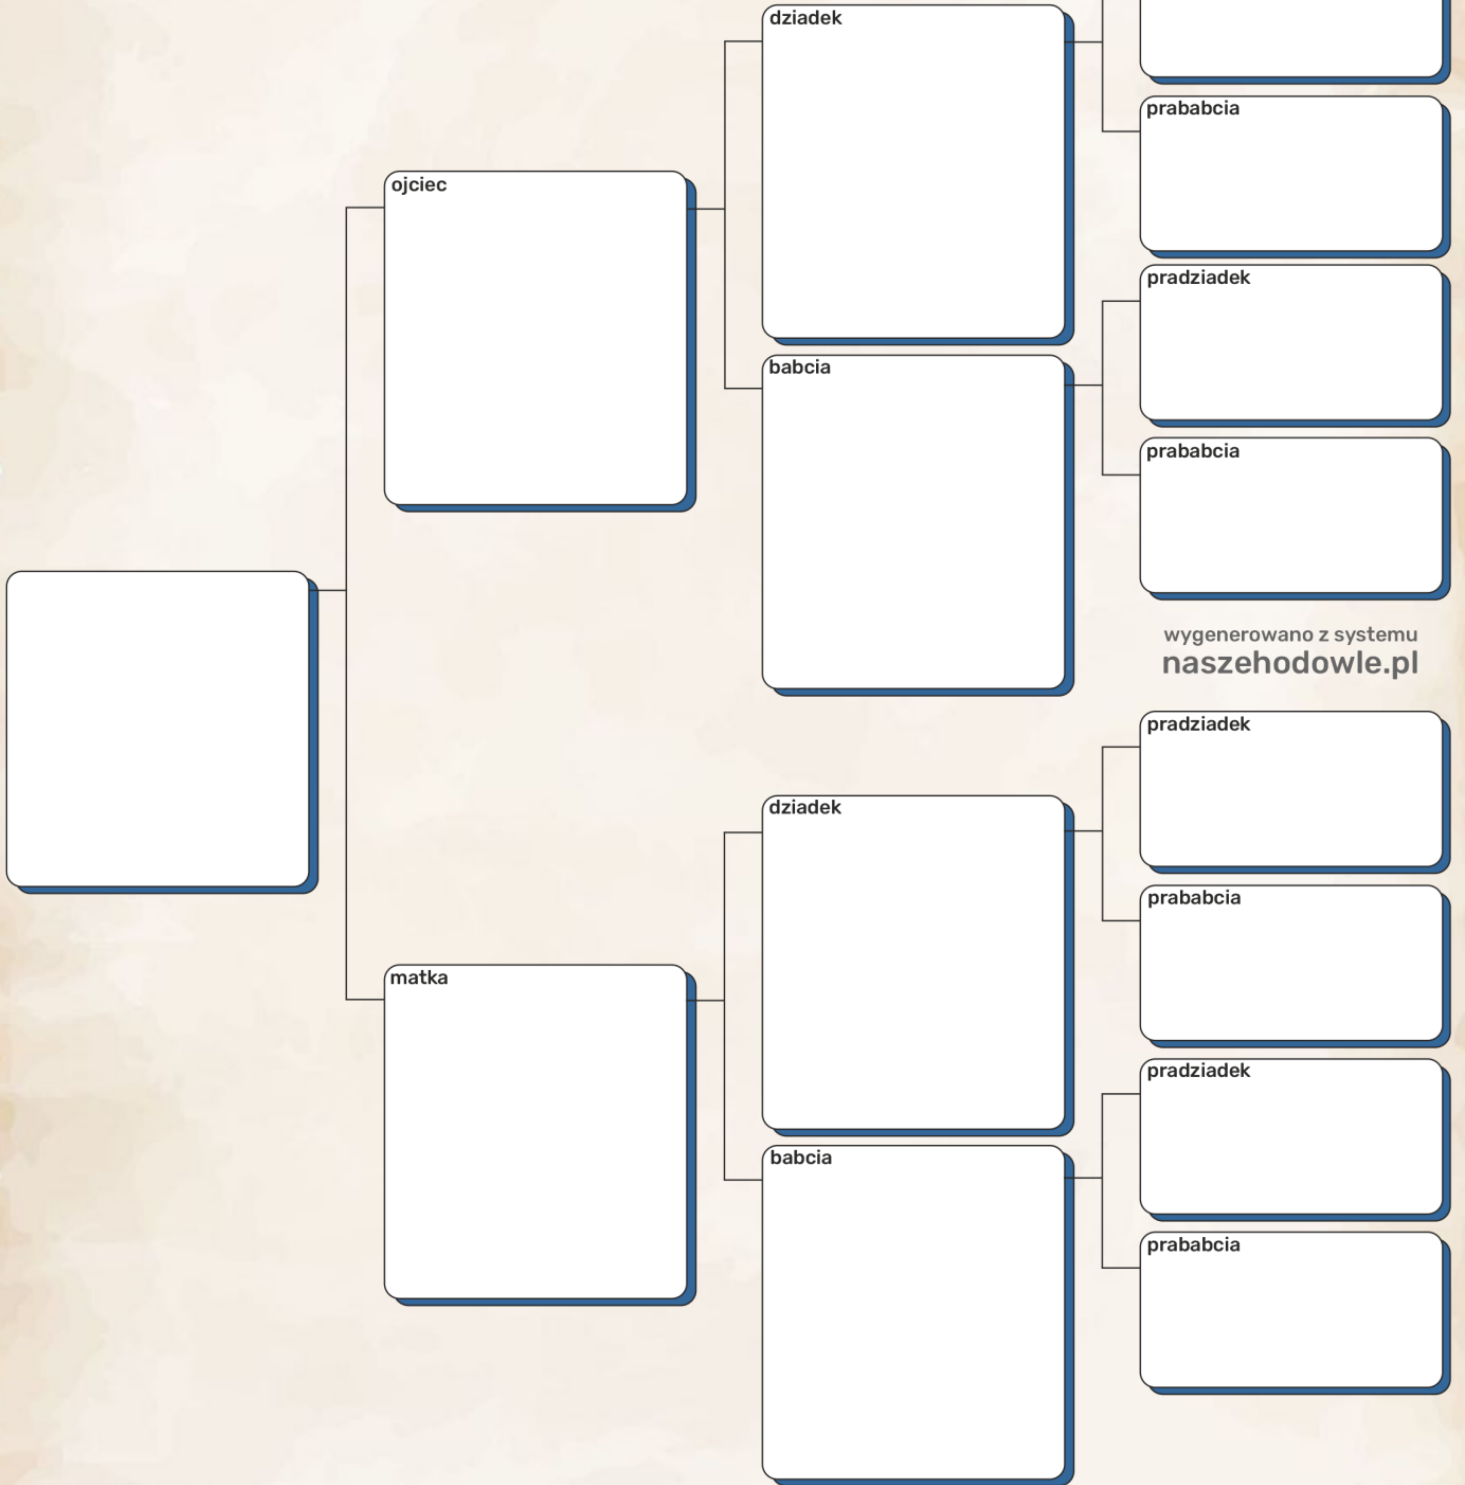 dziadek
prababcia
ojciec
pradziadek
babcia
prababcia
wygenerowano z systemu
naszehodowle.pl
pradziadek
dziadek
prababcia
matka
pradziadek
babcia
prababcia